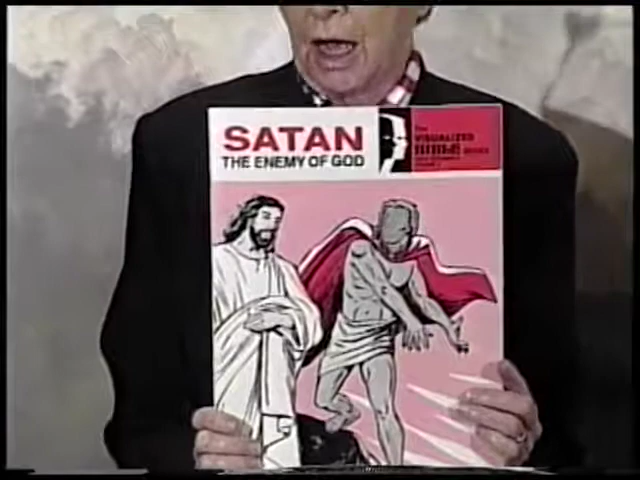 SATAN
THE ENEMY OF GOD
The
VISUALIZED
BIBLE